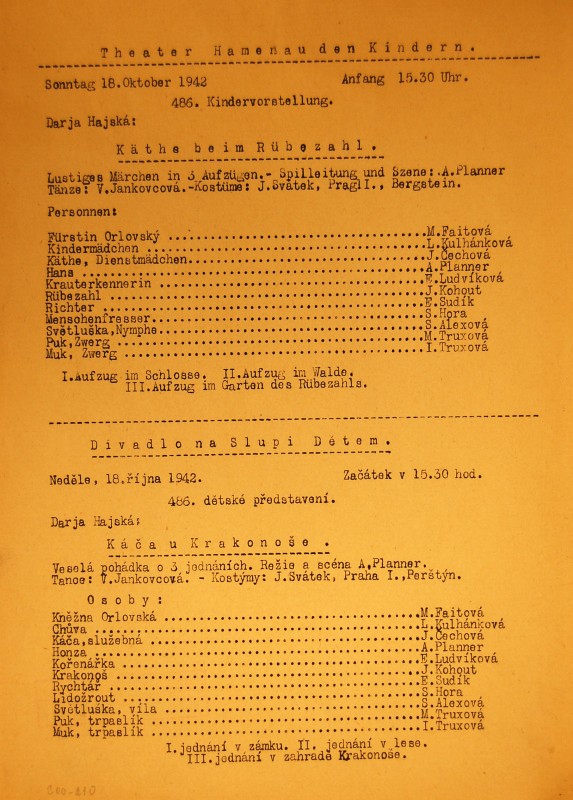 Theater Hamenau den Kindern.
Sonntag 18.Oktober 1942 Anfang 15.30 Uhr.
486. Kindervorstellung.
Darja Hajská:
Käthe beim Rübezahl.
Lustiges Märchen in 3 Aufzügen.- Spilleitung und Szene: A.Planner
Tänze: V.Jankovcová.-Kostüme: J.Svátek, PragI I., Bergstein.
Personnen:
Fürstin Orlovský ........................................M.Faitová
Kindermädchen ........................................L.Kulhánková
Käthe, Dienstmädchen........................................J.Čechová
Hans ........................................A.Planner
Krauterkennerin ........................................E.Ludvíková
Rübezahl ........................................J.Kohout
Richter ........................................E.Sudík
Menschenfresser........................................S.Hora
Světluška,Nymphe........................................S.Alexová
Puk,Zwerg ........................................M.Truxová
Muk, Zwerg ........................................I.Truxová
I.Aufzug im Schlosse. II.Aufzug im Walde.
III.Aufzug im Garten des Rübezahls.
Divadlo na Slupi Dětem.
Neděle, 18.října 1942. Začátek v 15.30 hod.
486. dětské představení.
Darja Hajská:
Káča u Krakonoše .
Veselá pohádka o 3 jednáních. Režie a scéna A.Planner.
Tance: V.Jankovcová. - Kostýmy: J.Svátek, Praha I.,Perštýn.
Osoby:
Kněžna Orlovská ........................................M.Faitová
Chůva ........................................L.Kulhánková
Káča,služebná ........................................J.Čechová
Honza ........................................A.Planner
Kořenářka ........................................E.Ludvíková
Krakonoš ........................................J.Kohout
Rychtář ........................................E.Sudík
Lidožrout ........................................S.Hora
Světluška, víla ........................................S.Alexová
Puk, trpaslík ........................................M.Truxová
Muk, trpaslík ........................................I.Truxová
I.jednání v zámku. II. jednání v lese.
III.jednání v zahradě Krakonoše.